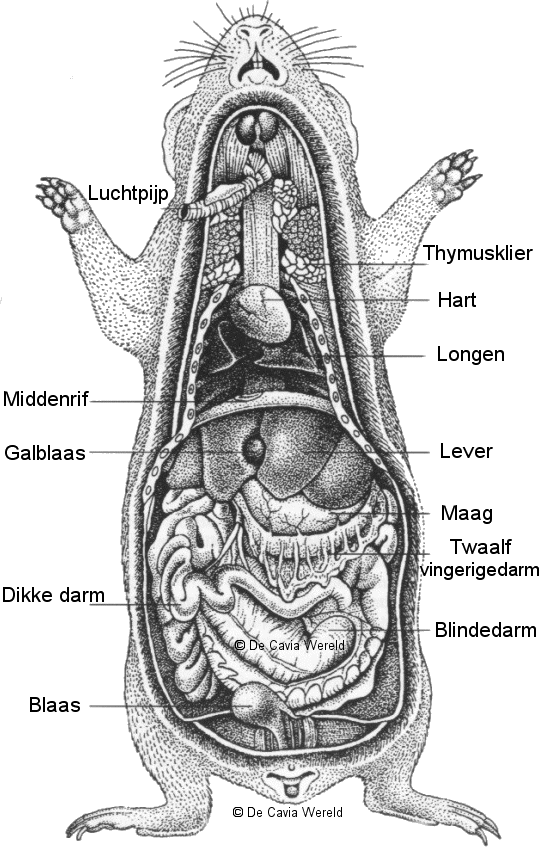 Luchtpijp
Thymusklier
Hart
Longen
Middenrif
Galblaas
Lever
Maag
Twaalf
vingerigedarm
Dikke darm
Blindedarm
© De Cavia Wereld
Blaas
© De Cavia Wereld